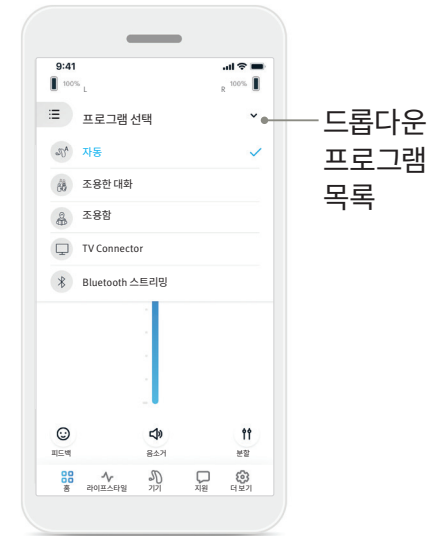 9:41
100% L
R 100%
프로그램 선택
드롭다운
프로그램
목록
자동
조용한 대화
조용함
TV Connector
Bluetooth 스트리밍
피드백
음소거
분할
홈
라이프스타일
기기
지원
더 보기